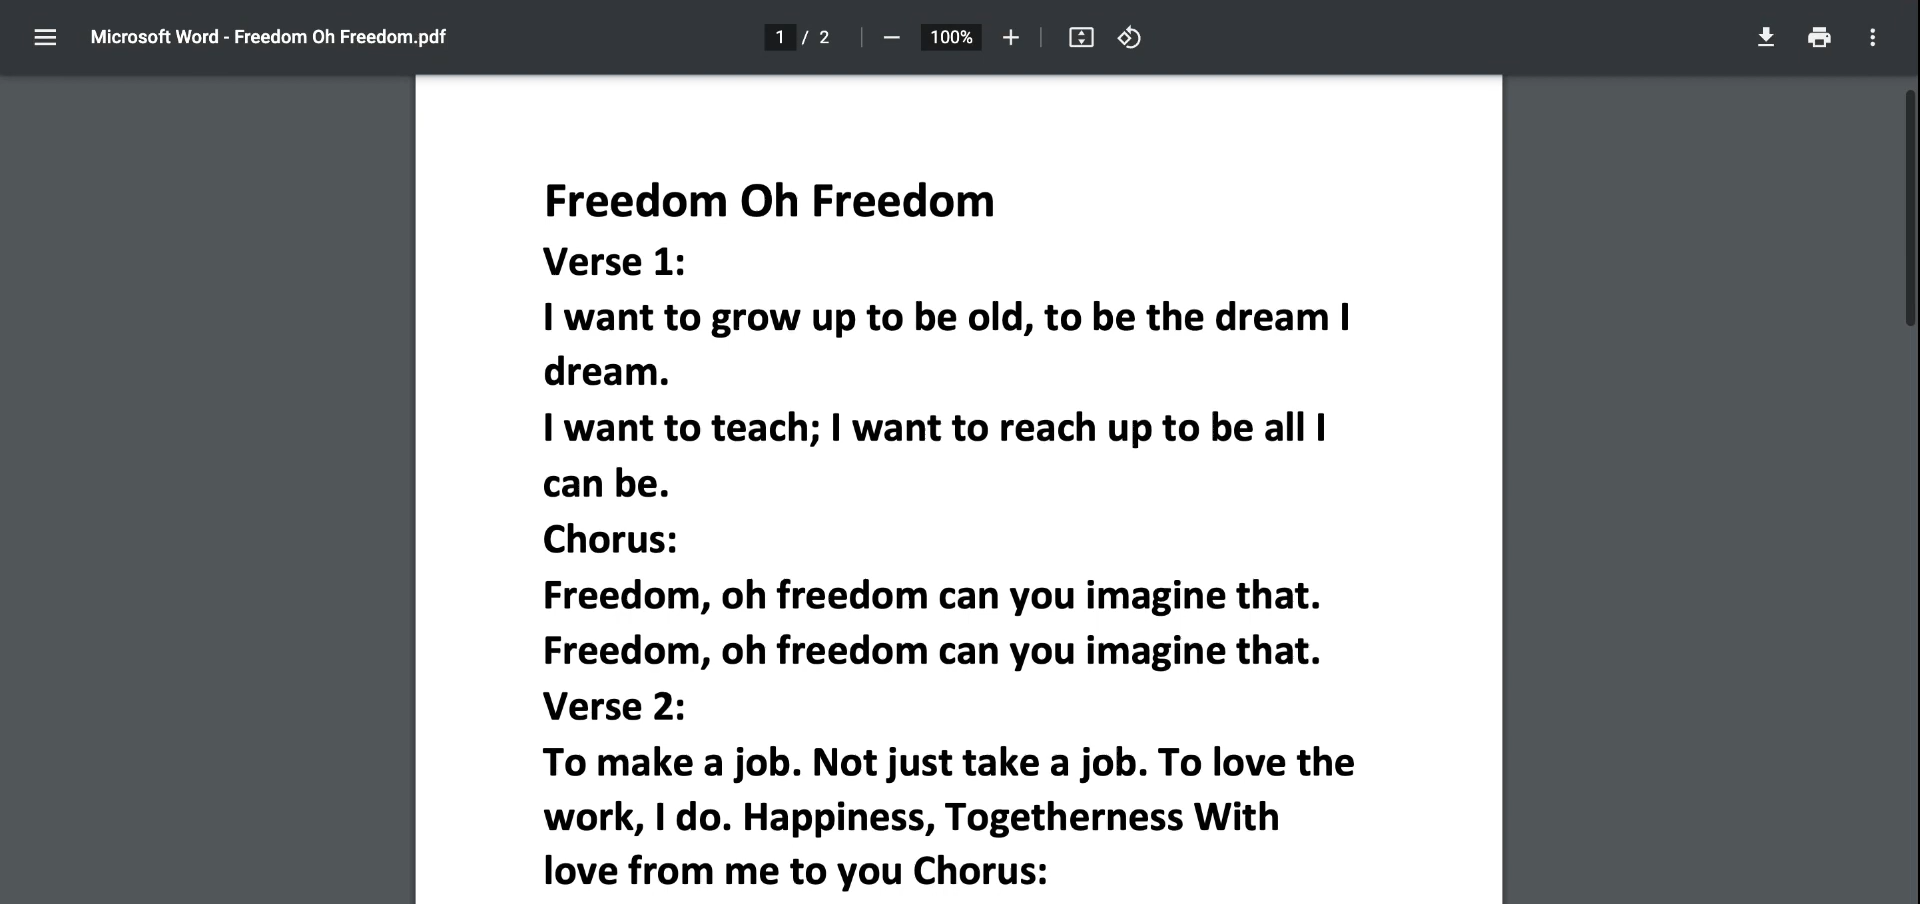 Microsoft Word - Freedom Oh Freedom.pdf
1 / 2
100%
Freedom Oh Freedom
Verse 1:
I want to grow up to be old, to be the dream I
dream.
I want to teach; I want to reach up to be all I
can be.
Chorus:
Freedom, oh freedom can you imagine that.
Freedom, oh freedom can you imagine that.
Verse 2:
To make a job. Not just take a job. To love the
work, I do. Happiness, Togetherness With
love from me to you Chorus: